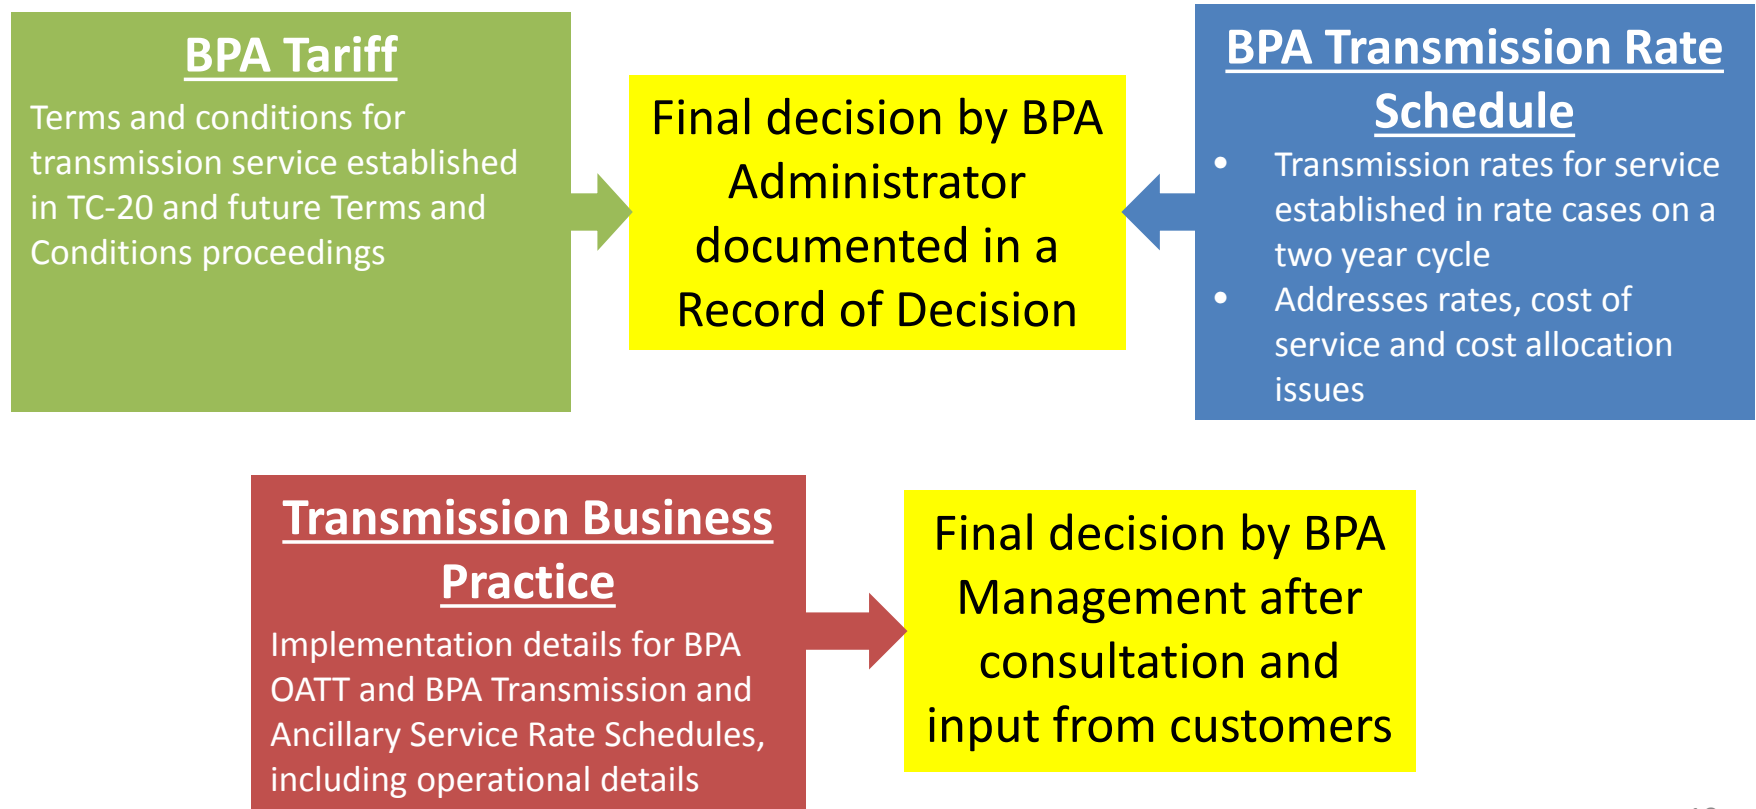 BPA Tariff
Terms and conditions for
transmission service established
in TC-20 and future Terms and
Conditions proceedings
Final decision by BPA
Administrator
documented in a
Record of Decision
BPA Transmission Rate
Schedule
• Transmission rates for service
established in rate cases on a
two year cycle
• Addresses rates, cost of
service and cost allocation
issues
Transmission Business
Practice
Implementation details for BPA
OATT and BPA Transmission and
Ancillary Service Rate Schedules,
including operational details
Final decision by BPA
Management after
consultation and
input from customers